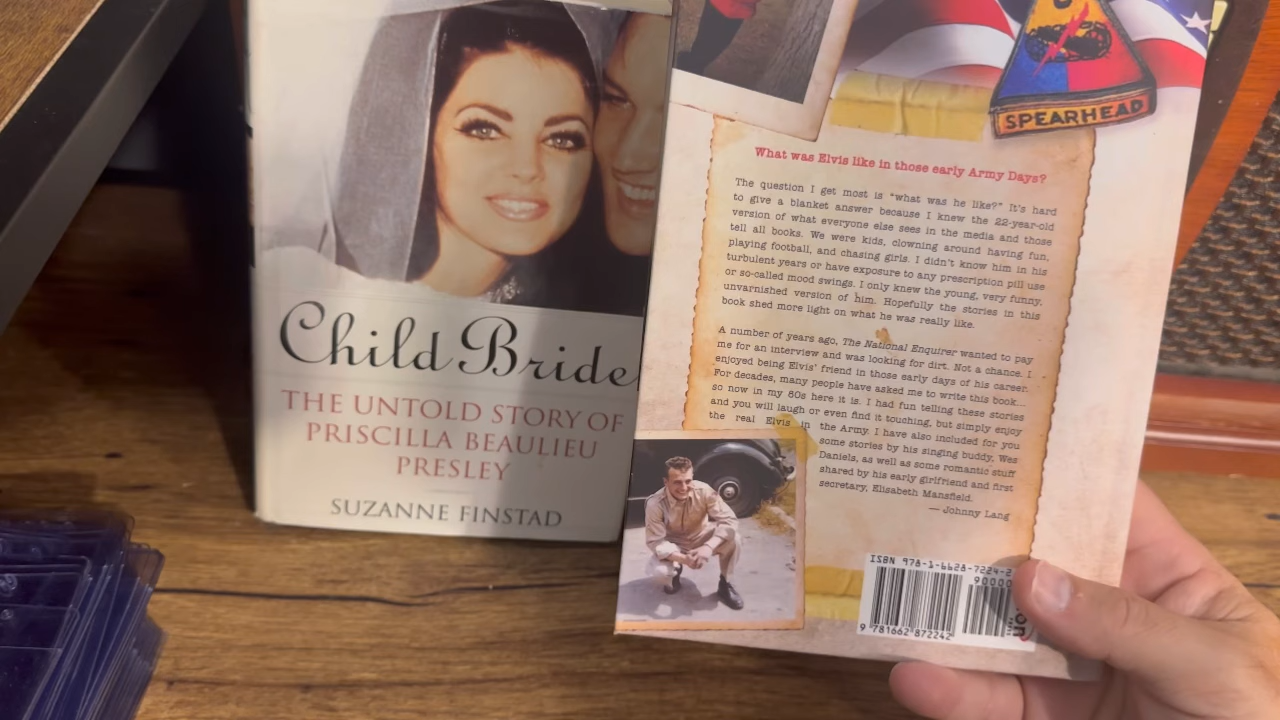 Child Bride
THE UNTOLD STORY OF
PRISCILLA BEAULIEU
PRESLEY
SUZANNE FINSTAD
SPEARHEAD
What was Elvis like in those early Army Days?
The question I get most is "what was he like?" It's hard
to give a blanket answer because I knew the 22-year-old
version of what everyone else sees in the media and those
tell all books. We were kids, clowning around having fun,
playing football, and chasing girls. I didn't know him in his
turbulent years or have exposure to any prescription pill use
or so-called mood swings. I only knew the young, very funny,
unvarnished version of him. Hopefully the stories in this
book shed more light on what he was really like.
A number of years ago, The National Enquirer wanted to pay
me for an interview and was looking for dirt. Not a chance. I
enjoyed being Elvis' friend in those early days of his career.
For decades, many people have asked me to write this book...
so now in my 80s here it is. I had fun telling these stories
and you will laugh or even find it touching, but simply enjoy
the real Elvis in the Army. I have also included for you
some stories by his singing buddy, Wes
Daniels, as well as some romantic stuff
shared by his early girlfriend and first
secretary, Elisabeth Mansfield.
— Johnny Lang
ISBN 978-1-6628-7224-2
90000
9 781662 872242